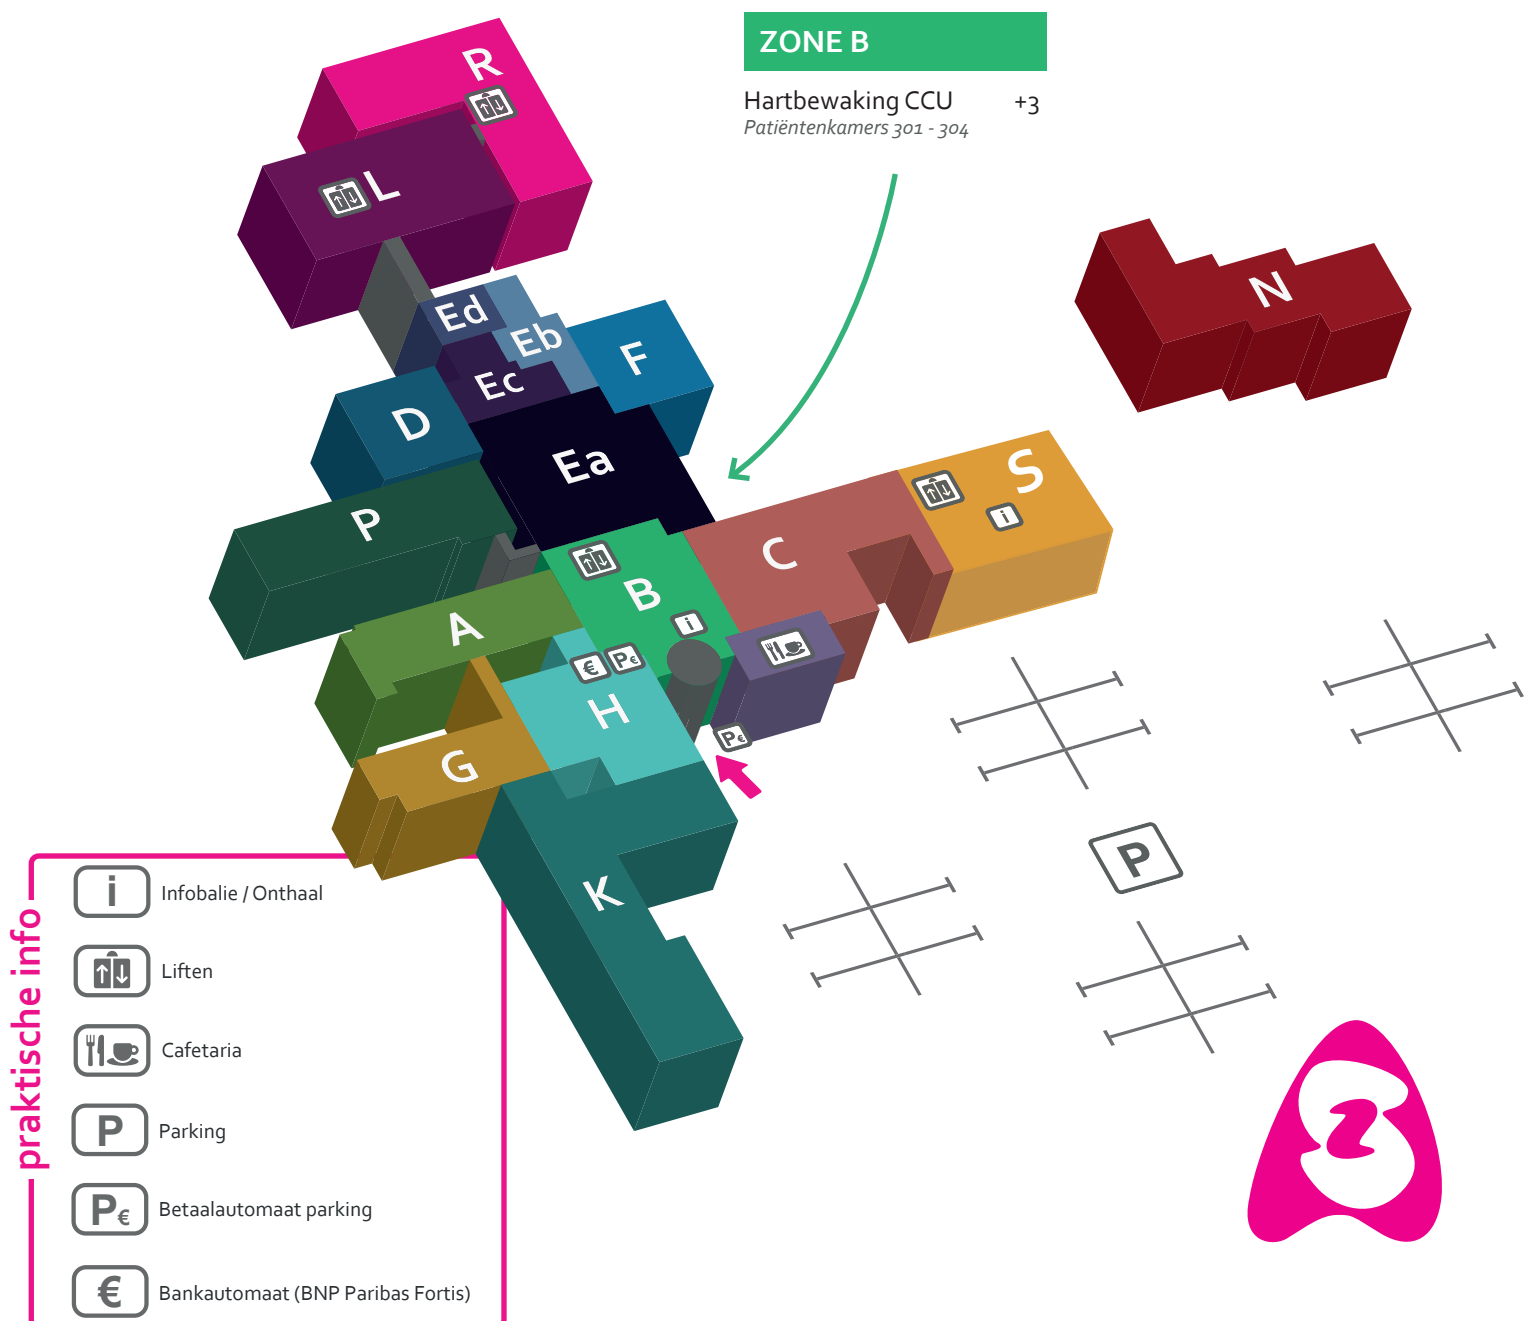 ZONE B
Hartbewaking CCU +3
Patiëntenkamers 301 - 304
R
L
N
Ed
Eb
F
Ec
D
Ea
S
i
P
C
B
A
i
€ P€
H
P€
G
P
K
praktische info
i Infobalie / Onthaal
Liften
Cafetaria
P Parking
P€ Betaalautomaat parking
€ Bankautomaat (BNP Paribas Fortis)